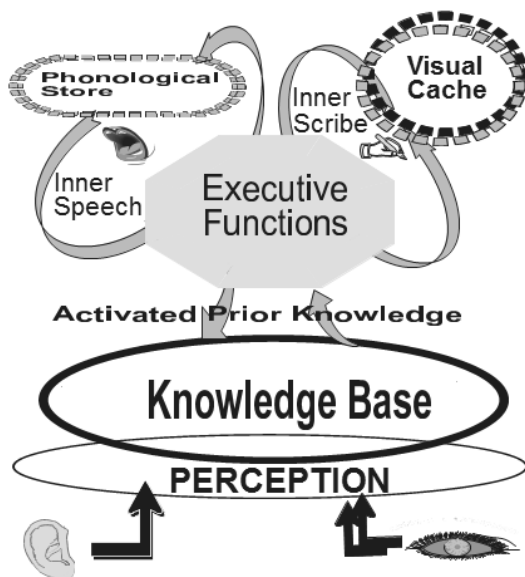 Phonological
Store
Visual
Cache
Inner
Scribe
Inner
Speech
Executive
Functions
Activated Prior Knowledge
Knowledge Base
PERCEPTION